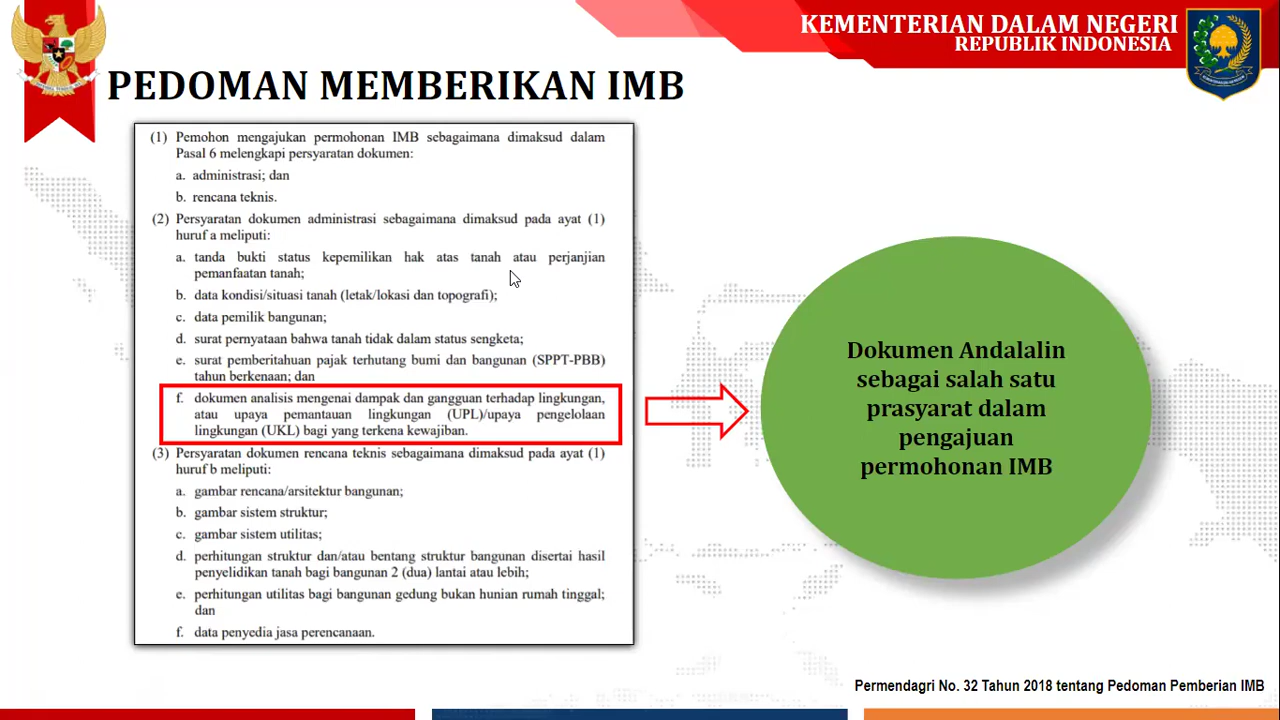 KEMENTERIAN DALAM NEGERI
REPUBLIK INDONESIA
PEDOMAN MEMBERIKAN IMB
(1) Pemohon mengajukan permohonan IMB sebagaimana dimaksud dalam
Pasal 6 melengkapi persyaratan dokumen:
a. administrasi; dan
b. rencana teknis.
(2) Persyaratan dokumen administrasi sebagaimana dimaksud pada ayat (1)
huruf a meliputi:
a. tanda bukti status kepemilikan hak atas tanah atau perjanjian
pemanfaatan tanah;
b. data kondisi/situasi tanah (letak/lokasi dan topografi);
c. data pemilik bangunan;
d. surat pernyataan bahwa tanah tidak dalam status sengketa;
e. surat pemberitahuan pajak terhutang bumi dan bangunan (SPPT-PBB)
tahun berkenaan; dan
f. dokumen analisis mengenai dampak dan gangguan terhadap lingkungan,
atau upaya pemantauan lingkungan (UPL)/upaya pengelolaan
lingkungan (UKL) bagi yang terkena kewajiban.
(3) Persyaratan dokumen rencana teknis sebagaimana dimaksud pada ayat (1)
huruf b meliputi:
a. gambar rencana/arsitektur bangunan;
b. gambar sistem struktur;
c. gambar sistem utilitas;
d. perhitungan struktur dan/atau bentang struktur bangunan disertai hasil
penyelidikan tanah bagi bangunan 2 (dua) lantai atau lebih;
e. perhitungan utilitas bagi bangunan gedung bukan hunian rumah tinggal;
dan
f. data penyedia jasa perencanaan.
Dokumen Andalalin
sebagai salah satu
prasyarat dalam
pengajuan
permohonan IMB
Permendagri No. 32 Tahun 2018 tentang Pedoman Pemberian IMB